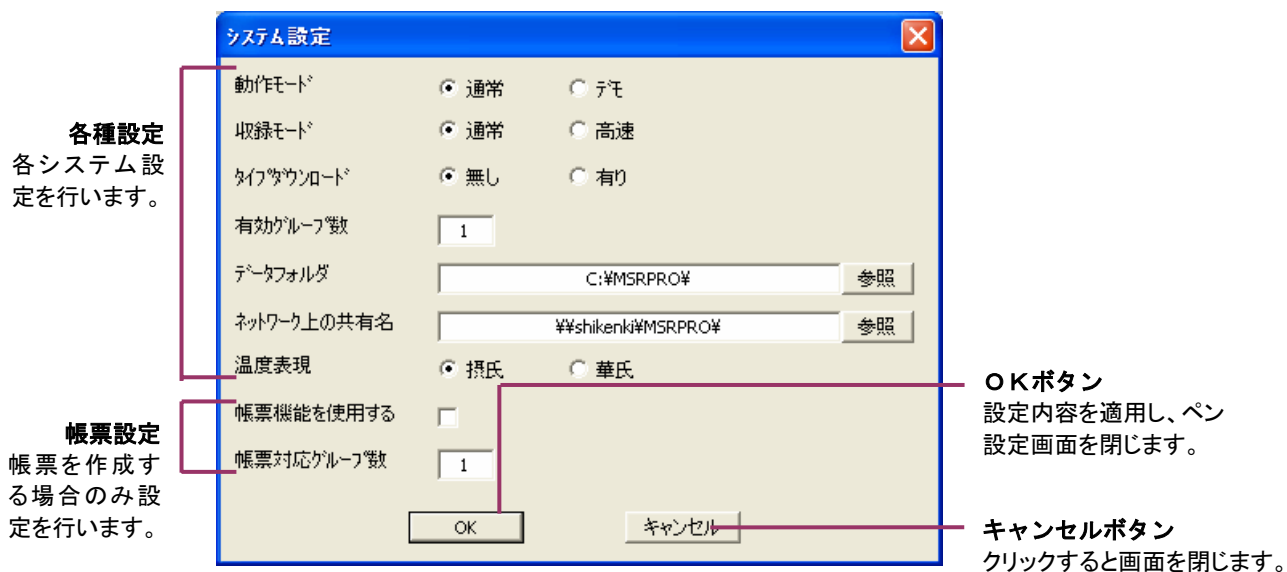 システム設定
動作モード 通常 デモ
収録モード 通常 高速
タイプダウンロード 無し 有り
有効グループ数 1
データフォルダ C:¥MSRPRO¥ 参照
ネットワーク上の共有名 ¥¥shikenki¥MSRPRO¥ 参照
温度表現 摂氏 華氏
帳票機能を使用する
帳票対応グループ数 1
OK キャンセル
各種設定
各システム設
定を行います。
帳票設定
帳票を作成す
る場合のみ設
定を行います。
OKボタン
設定内容を適用し、ペン
設定画面を閉じます。
キャンセルボタン
クリックすると画面を閉じます。